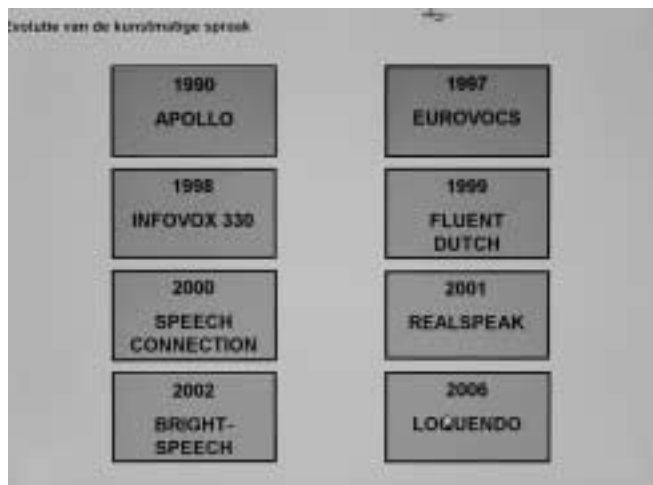 Evolutie van de kunstmatige spraak
1990
APOLLO
1997
EUROVOCS
1998
INFOVOX 330
1999
FLUENT
DUTCH
2000
SPEECH
CONNECTION
2001
REALSPEAK
2002
BRIGHT-
SPEECH
2006
LOQUENDO